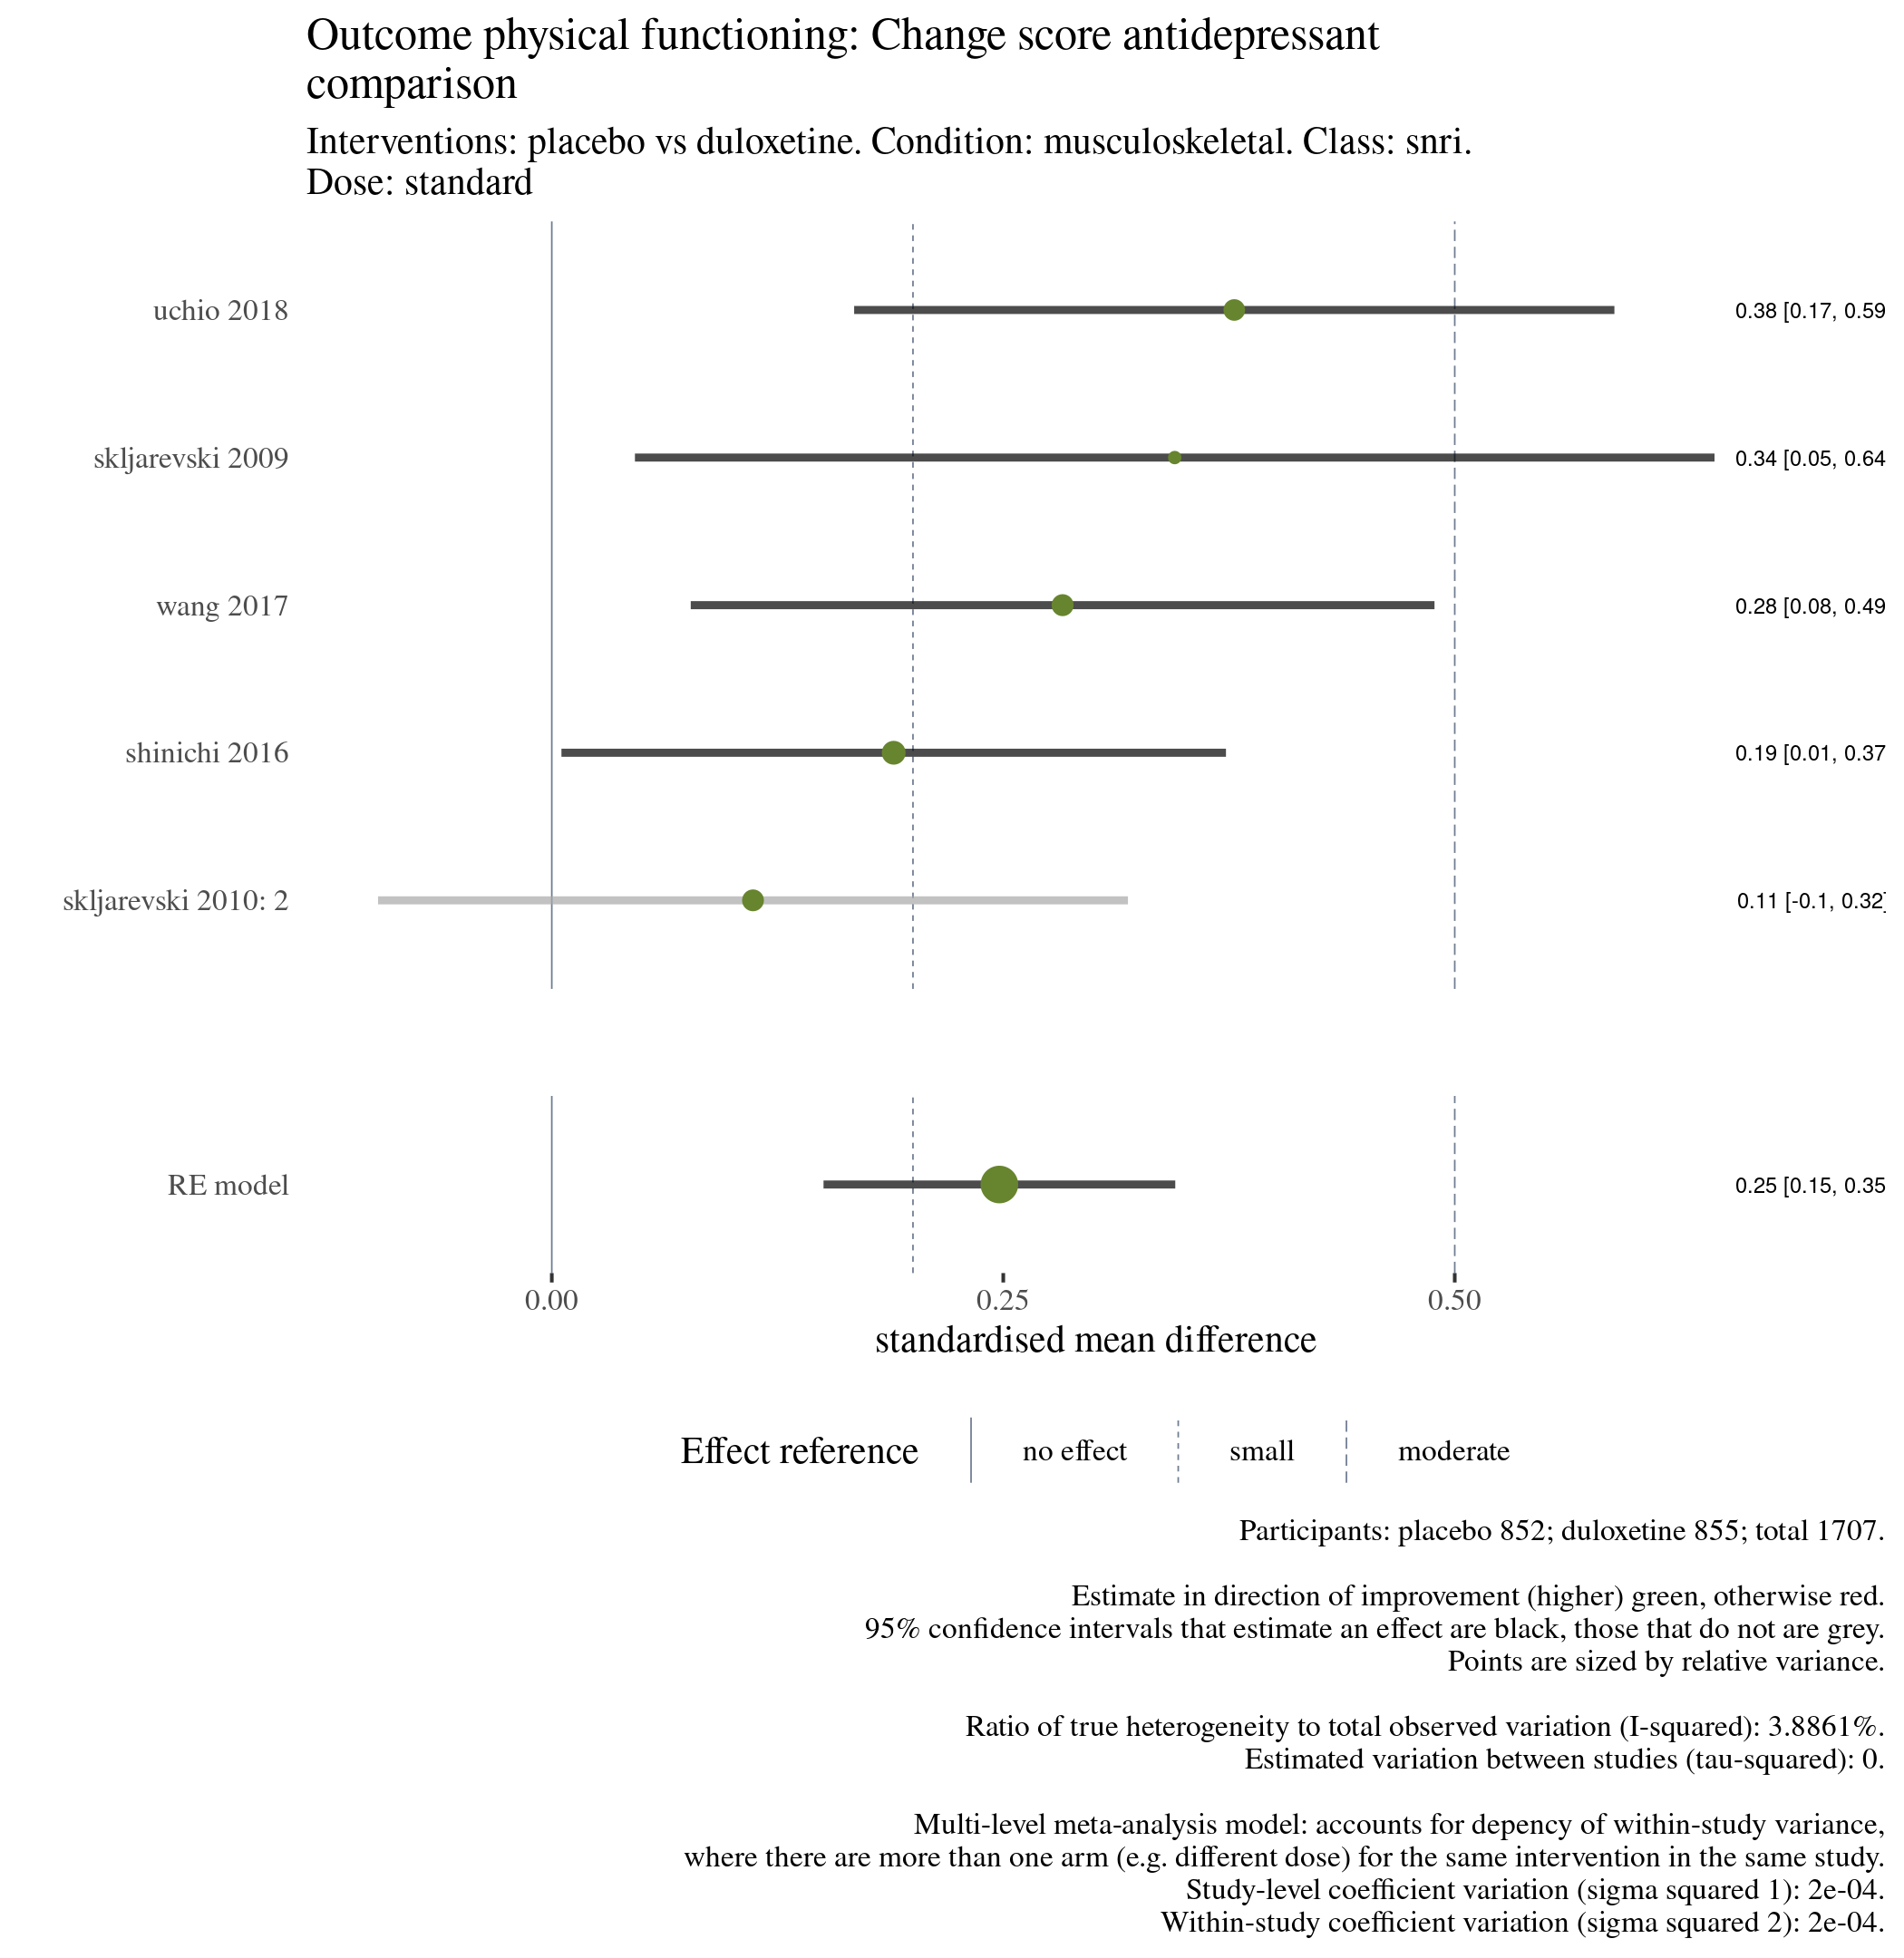 Outcome physical functioning: Change score antidepressant
comparison
Interventions: placebo vs duloxetine. Condition: musculoskeletal. Class: snri.
Dose: standard
uchio 2018
0.38 [0.17, 0.59
skljarevski 2009
0.34 [0.05, 0.64
wang 2017
0.28 [0.08, 0.49
shinichi 2016
0.19 [0.01, 0.37
skljarevski 2010: 2
0.11 [-0.1, 0.32]
RE model
0.25 [0.15, 0.35
0.00 0.25 0.50
standardised mean difference
Effect reference no effect small moderate
Participants: placebo 852; duloxetine 855; total 1707.
Estimate in direction of improvement (higher) green, otherwise red.
95% confidence intervals that estimate an effect are black, those that do not are grey.
Points are sized by relative variance.
Ratio of true heterogeneity to total observed variation (I-squared): 3.8861%.
Estimated variation between studies (tau-squared): 0.
Multi-level meta-analysis model: accounts for depency of within-study variance,
where there are more than one arm (e.g. different dose) for the same intervention in the same study.
Study-level coefficient variation (sigma squared 1): 2e-04.
Within-study coefficient variation (sigma squared 2): 2e-04.